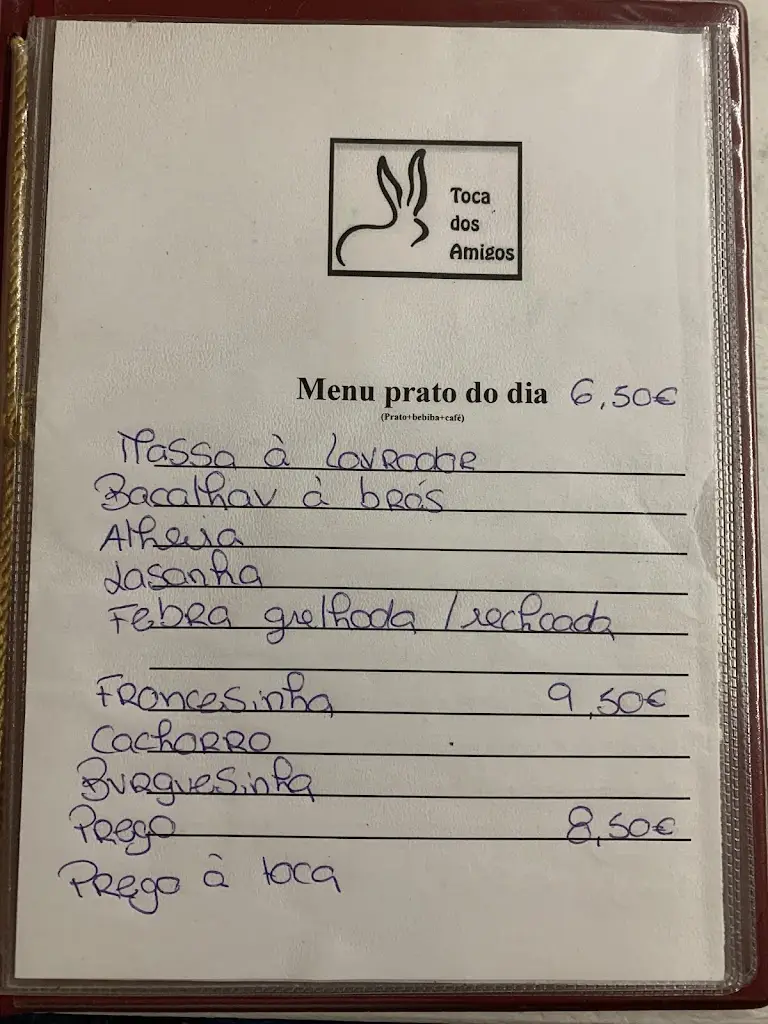 Toca
dos
Amigos
Menu prato do dia 6,50€
(Prato+bebiba+café)
Massa à Lavrador
Bacalhau à brás
Alheira
Lasanha
Febra grelhada / recheada
Francesinha 9,50€
Cachorro
Burguesinha
Prego 8,50€
Prego à toca